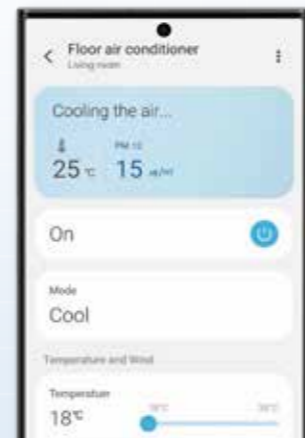 Floor air conditioner
Living room
Cooling the air...
PM 10
25 ℃ 15
On
Mode
Cool
Temperature and Wind
Temperature
18℃